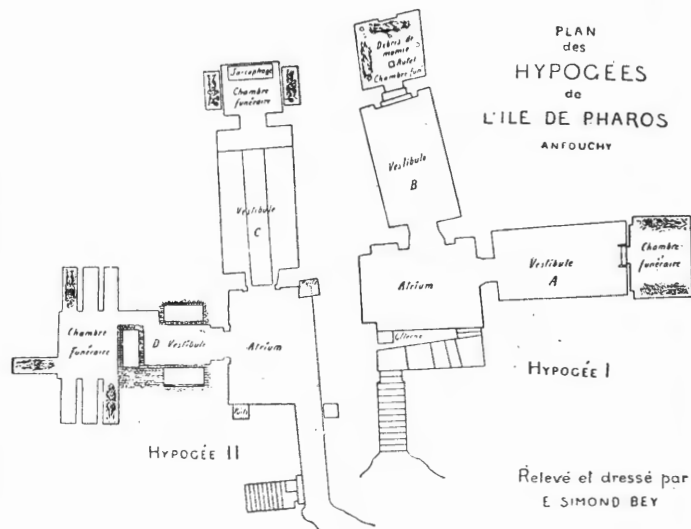 PLAN
des
HYPOGÉES
de
L'ILE DE PHAROS
ANFOUCHY
Débris de
momie
Autel
Chambre fun.
Sarcophage
Chambre
funéraire
Vestibule
B
Vestibule
C
Vestibule
A
Chambre-
funéraire
Atrium
Citerne
HYPOGÉE I
Chambre
Funéraire
D Vestibule
Atrium
Puits
Puits
HYPOGÉE II
Relevé et dressé par
E. SIMOND BEY